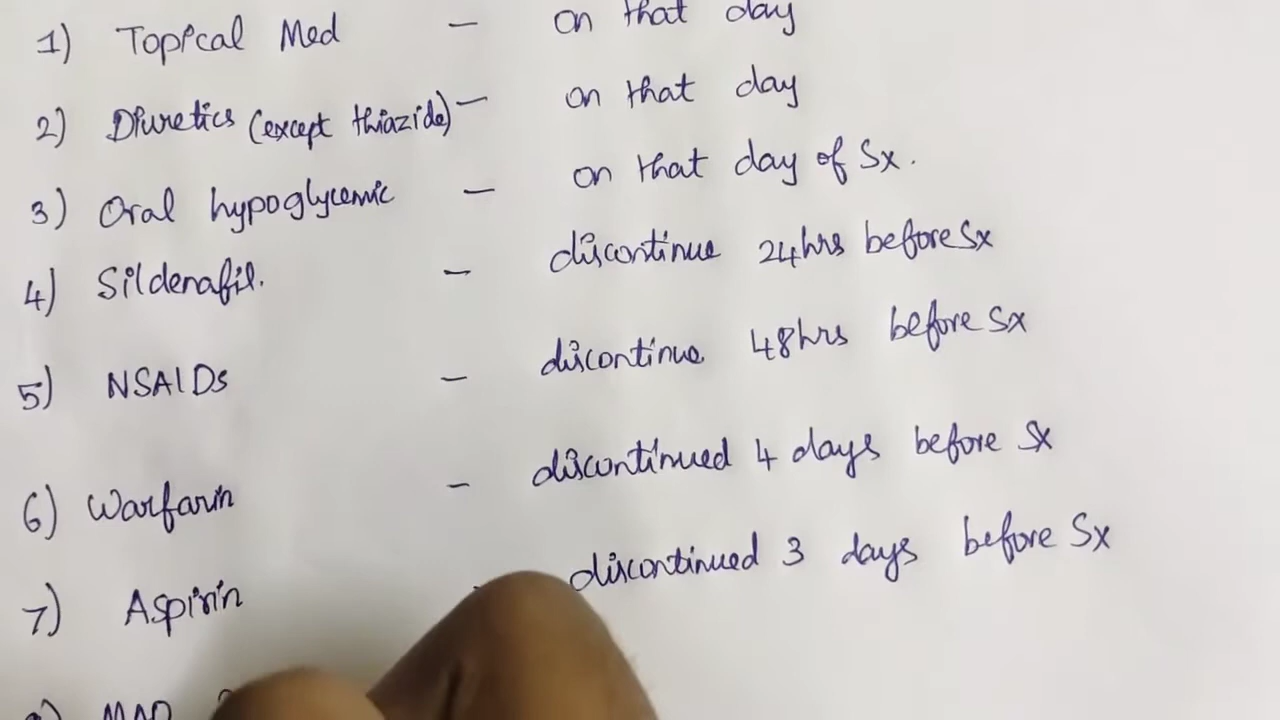 1) Topical Med – on that day
2) Diuretics (except thiazide) – on that day
3) Oral hypoglycemic – on that day of Sx.
4) Sildenafil. – discontinue 24hrs before Sx
5) NSAIDs – discontinue 48hrs before Sx
6) Warfarin – discontinued 4 days before Sx
7) Aspirin - discontinued 3 days before Sx
MAO